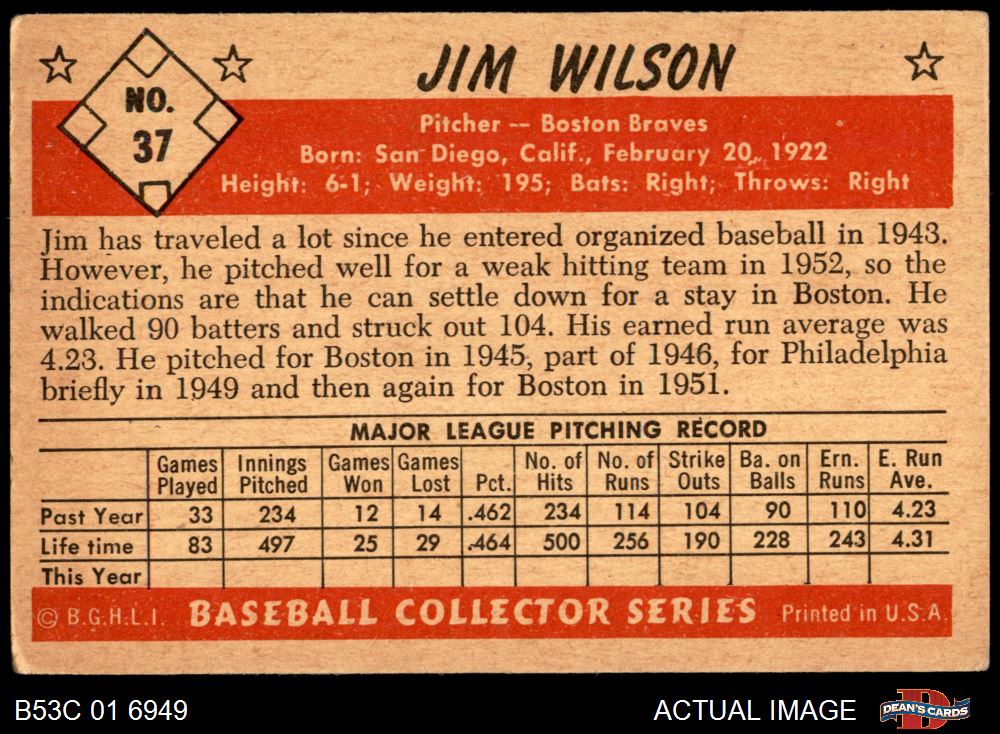 JIM WILSON
NO.
37
Pitcher -- Boston Braves
Born: San Diego, Calif., February 20, 1922
Height: 6-1; Weight: 195; Bats: Right; Throws: Right
Jim has traveled a lot since he entered organized baseball in 1943.
However, he pitched well for a weak hitting team in 1952, so the
indications are that he can settle down for a stay in Boston. He
walked 90 batters and struck out 104. His earned run average was
4.23. He pitched for Boston in 1945, part of 1946, for Philadelphia
briefly in 1949 and then again for Boston in 1951.
MAJOR LEAGUE PITCHING RECORD
Games Played Innings Pitched Games Won Games Lost Pct. No. of Hits No. of Runs Strike Outs Ba. on Balls Ern. Runs E. Run Ave.
Past Year 33 234 12 14 .462 234 114 104 90 110 4.23
Life time 83 497 25 29 .464 500 256 190 228 243 4.31
This Year
© B.G.H.L.I. BASEBALL COLLECTOR SERIES Printed in U.S.A.
B53C 01 6949 ACTUAL IMAGE DEAN'S CARDS